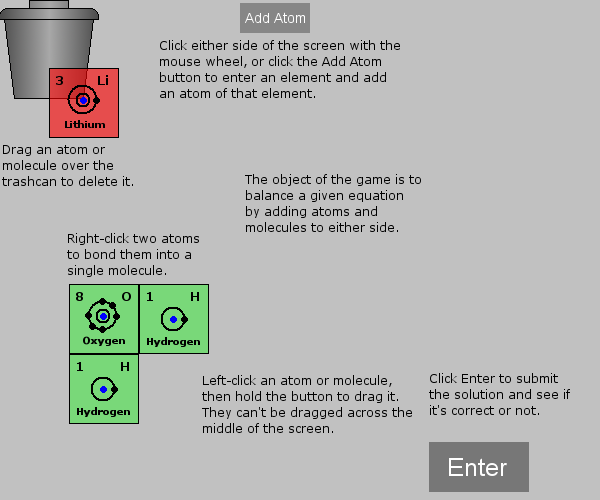 Add Atom
Click either side of the screen with the
mouse wheel, or click the Add Atom
button to enter an element and add
an atom of that element.
3 Li
Lithium
Drag an atom or
molecule over the
trashcan to delete it.
The object of the game is to
balance a given equation
by adding atoms and
molecules to either side.
Right-click two atoms
to bond them into a
single molecule.
8 O
Oxygen
1 H
Hydrogen
1 H
Hydrogen
Left-click an atom or molecule,
then hold the button to drag it.
They can't be dragged across the
middle of the screen.
Click Enter to submit
the solution and see if
it's correct or not.
Enter